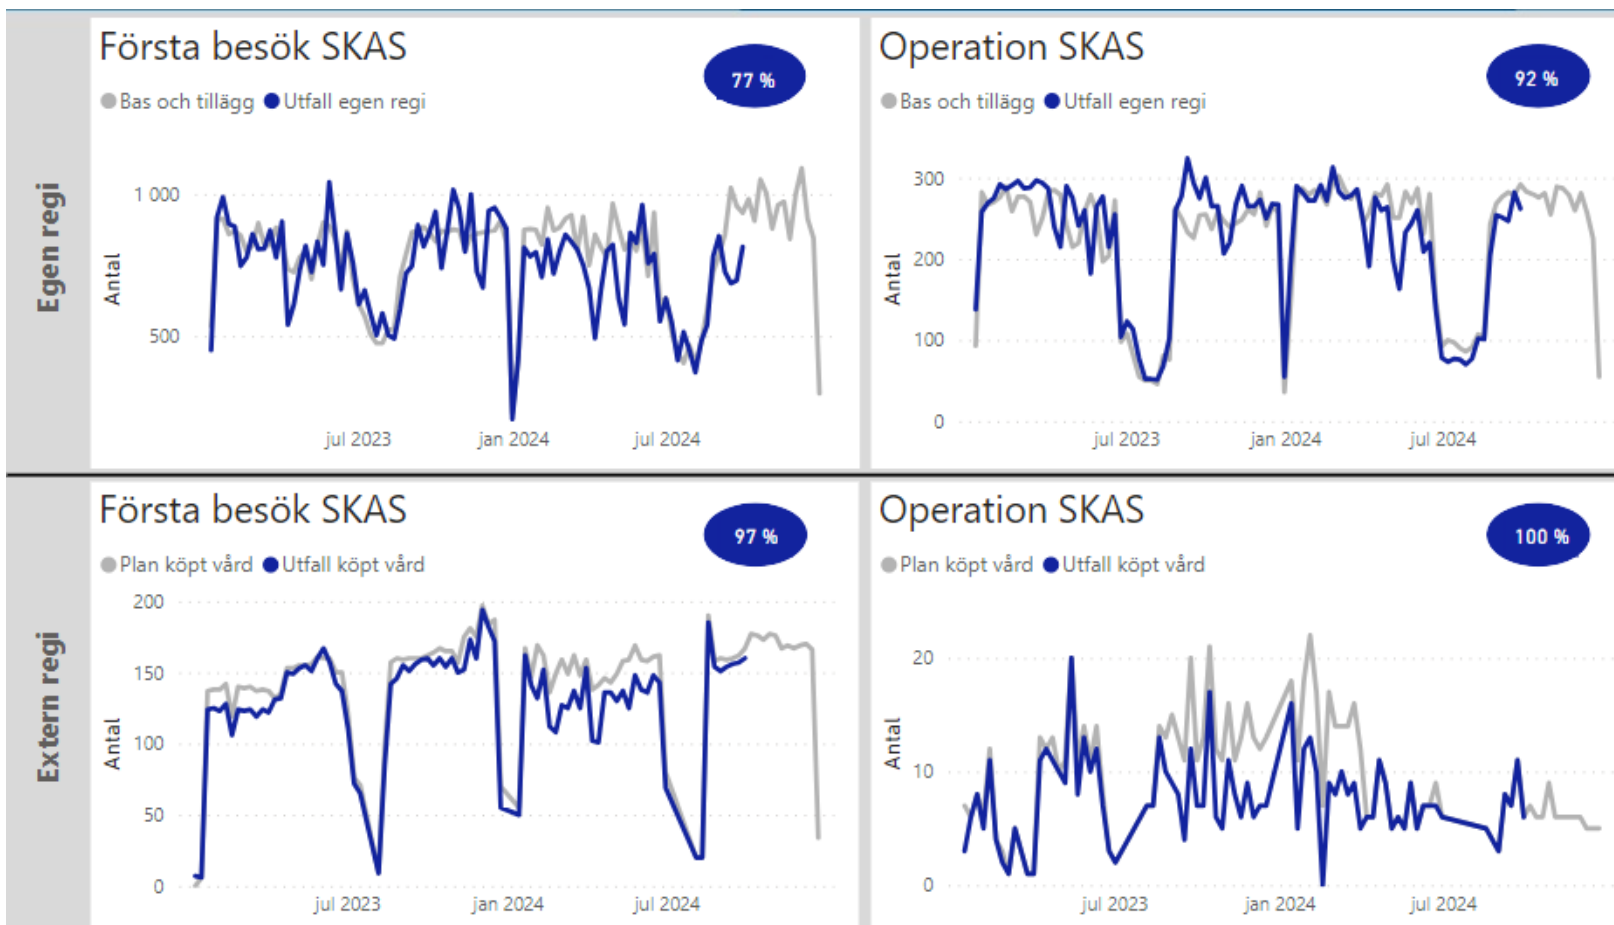 Egen regi
Första besök SKAS
77 %
Bas och tillägg Utfall egen regi
Antal
1 000
500
jul 2023 jan 2024 jul 2024
Operation SKAS
92 %
Bas och tillägg Utfall egen regi
Antal
300
200
100
0
jul 2023 jan 2024 jul 2024
Extern regi
Första besök SKAS
97 %
Plan köpt vård Utfall köpt vård
Antal
200
150
100
50
0
jul 2023 jan 2024 jul 2024
Operation SKAS
100 %
Plan köpt vård Utfall köpt vård
Antal
20
10
0
jul 2023 jan 2024 jul 2024